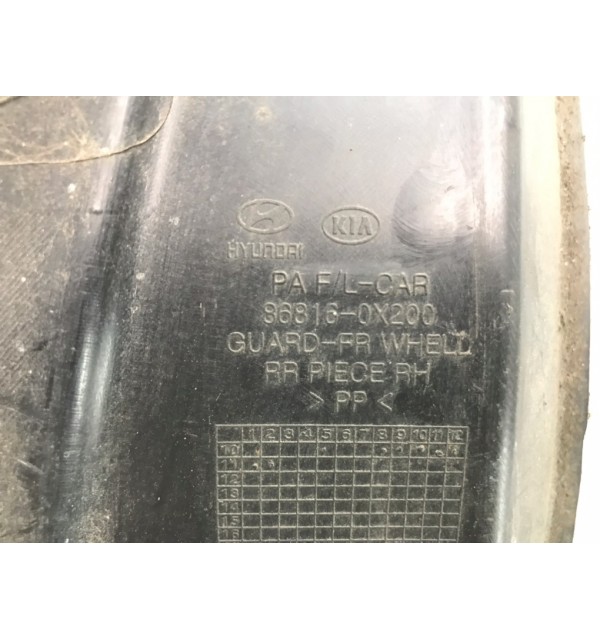 HYUNDAI KIA
PA F/L-CAR
86816-0X200
GUARD-FR WHELL
RR PIECE RH
> PP <
1 2 3 4 5 6 7 8 9 10 11 12
10
11
12
13
14
15
16